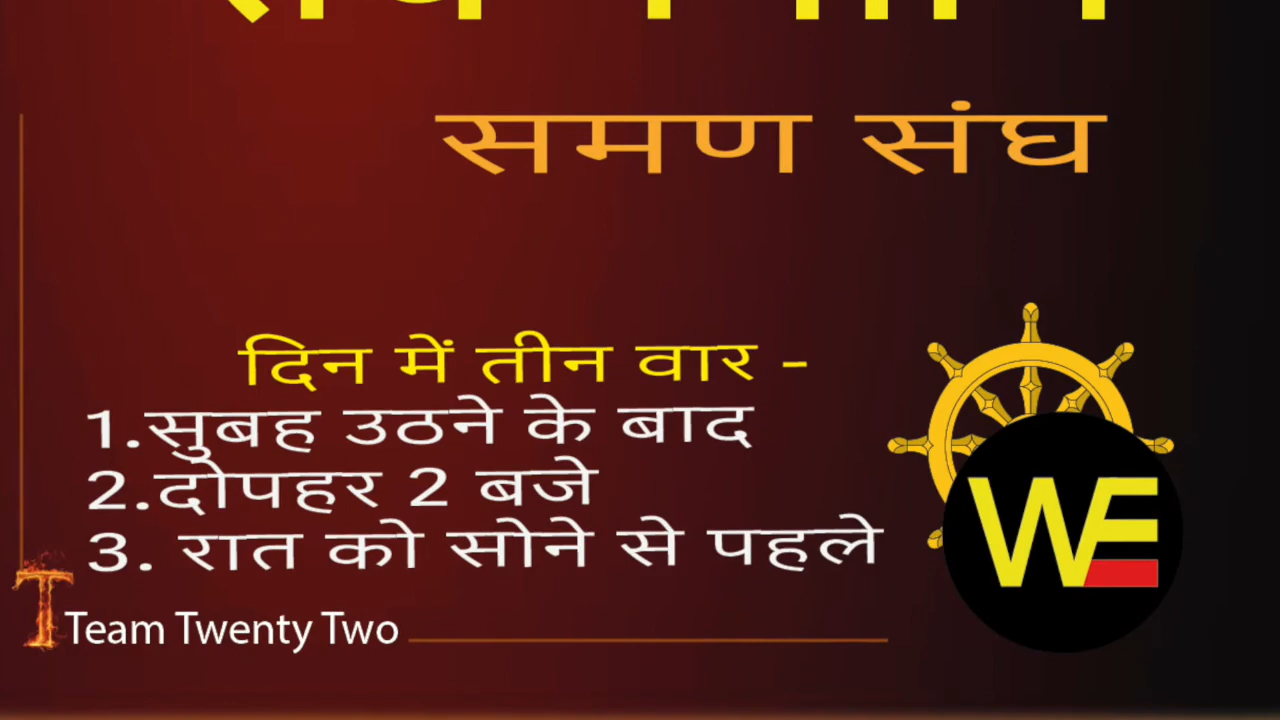 समण संघ
दिन में तीन वार -
1.सुबह उठने के बाद
2.दोपहर 2 बजे
3. रात को सोने से पहले
WE
T Team Twenty Two